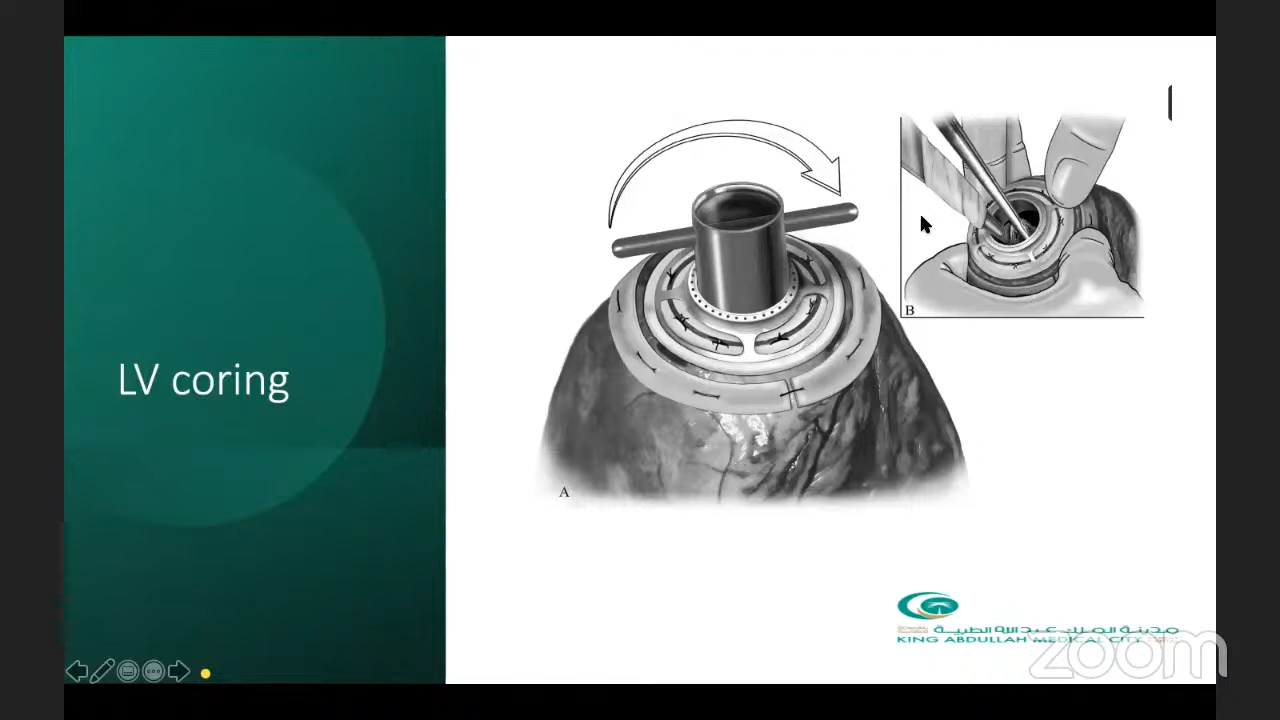 LV coring
A
B
مدينة الملك عبدالله الطبية
KING ABDULLAH MEDICAL CITY
zoom